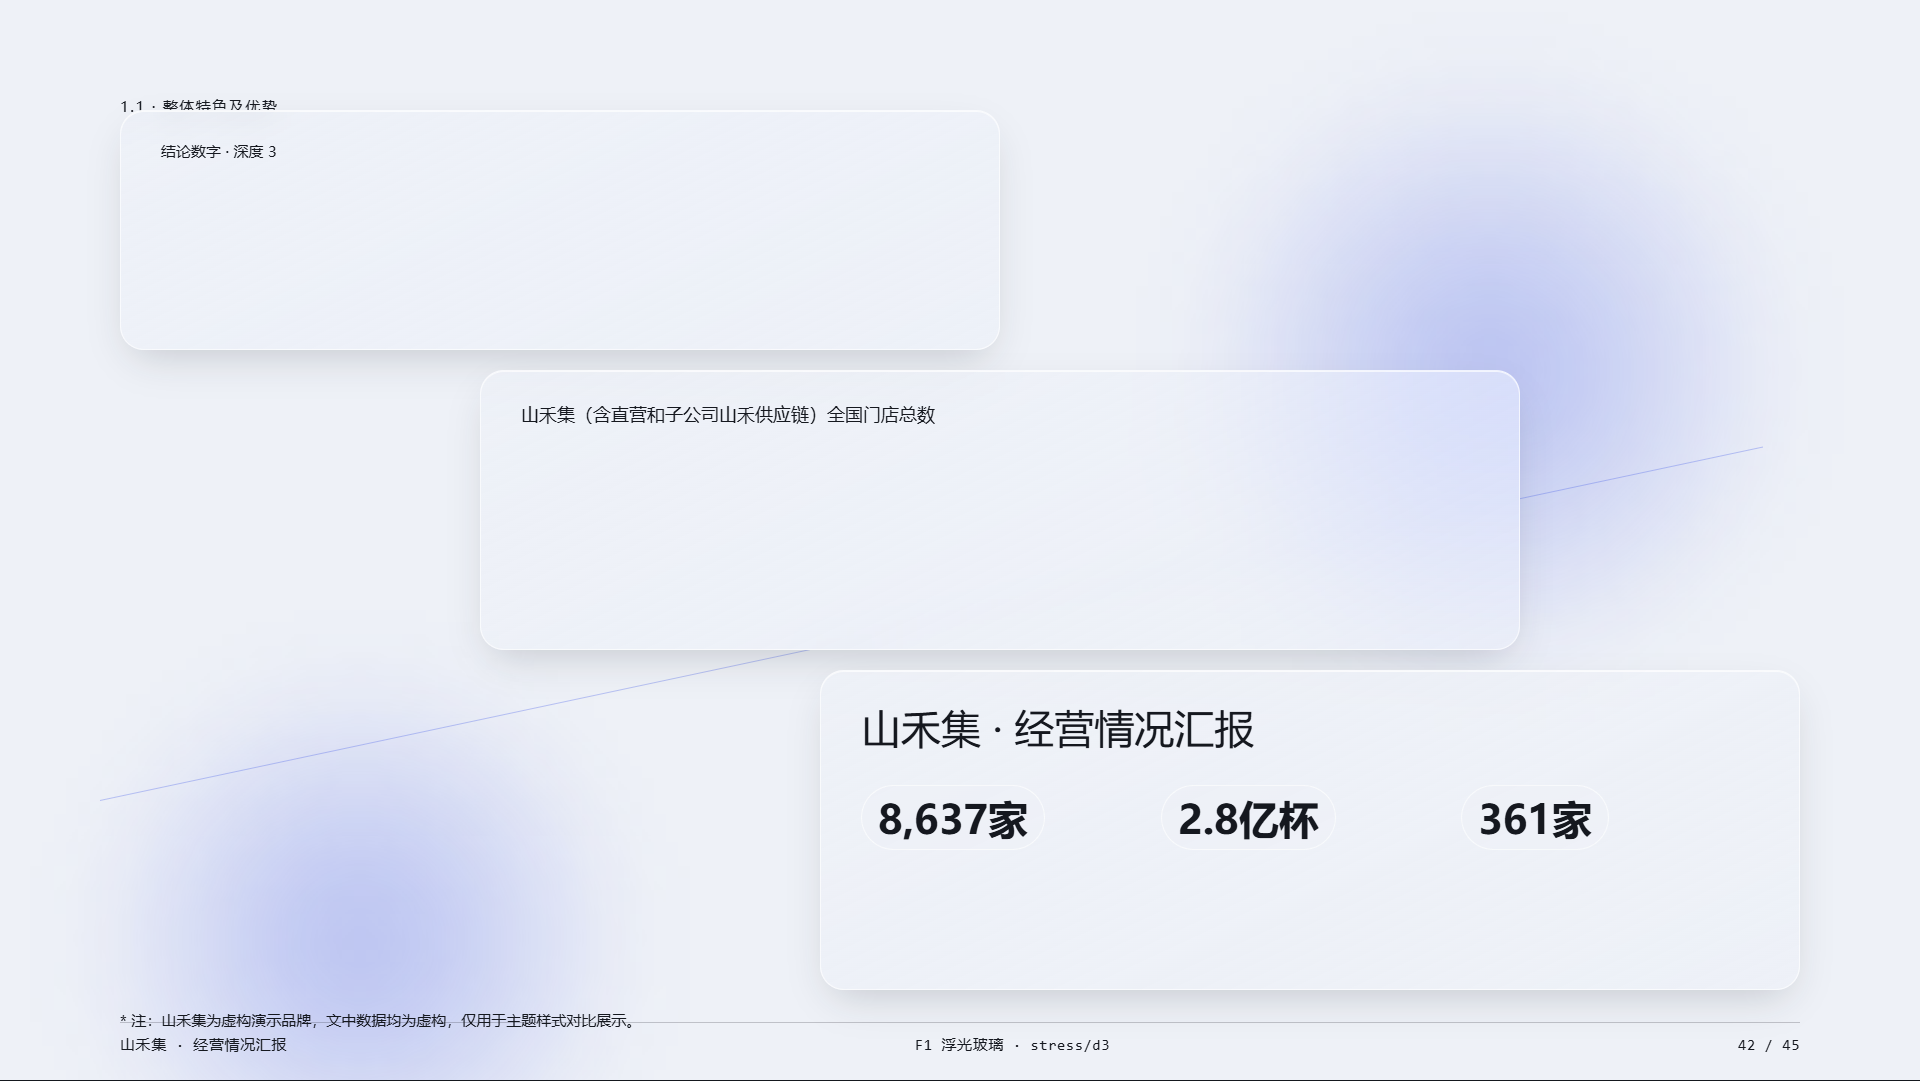 1.1 · 整体特色及优势
结论数字 · 深度 3
山禾集（含直营和子公司山禾供应链）全国门店总数
山禾集 · 经营情况汇报
8,637家 2.8亿杯 361家
* 注：山禾集为虚构演示品牌，文中数据均为虚构，仅用于主题样式对比展示。
山禾集 · 经营情况汇报 F1 浮光玻璃 · stress/d3 42 / 45